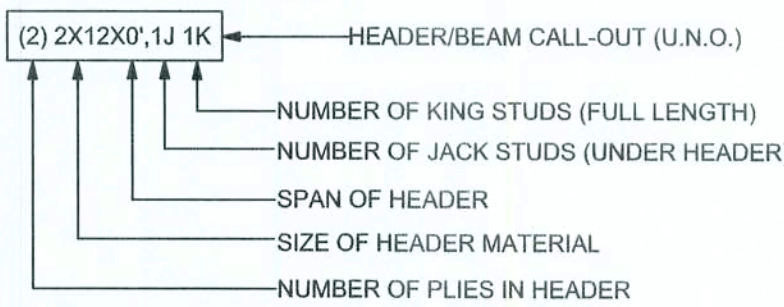 (2) 2X12X0',1J 1K HEADER/BEAM CALL-OUT (U.N.O.)
NUMBER OF KING STUDS (FULL LENGTH)
NUMBER OF JACK STUDS (UNDER HEADER
SPAN OF HEADER
SIZE OF HEADER MATERIAL
NUMBER OF PLIES IN HEADER